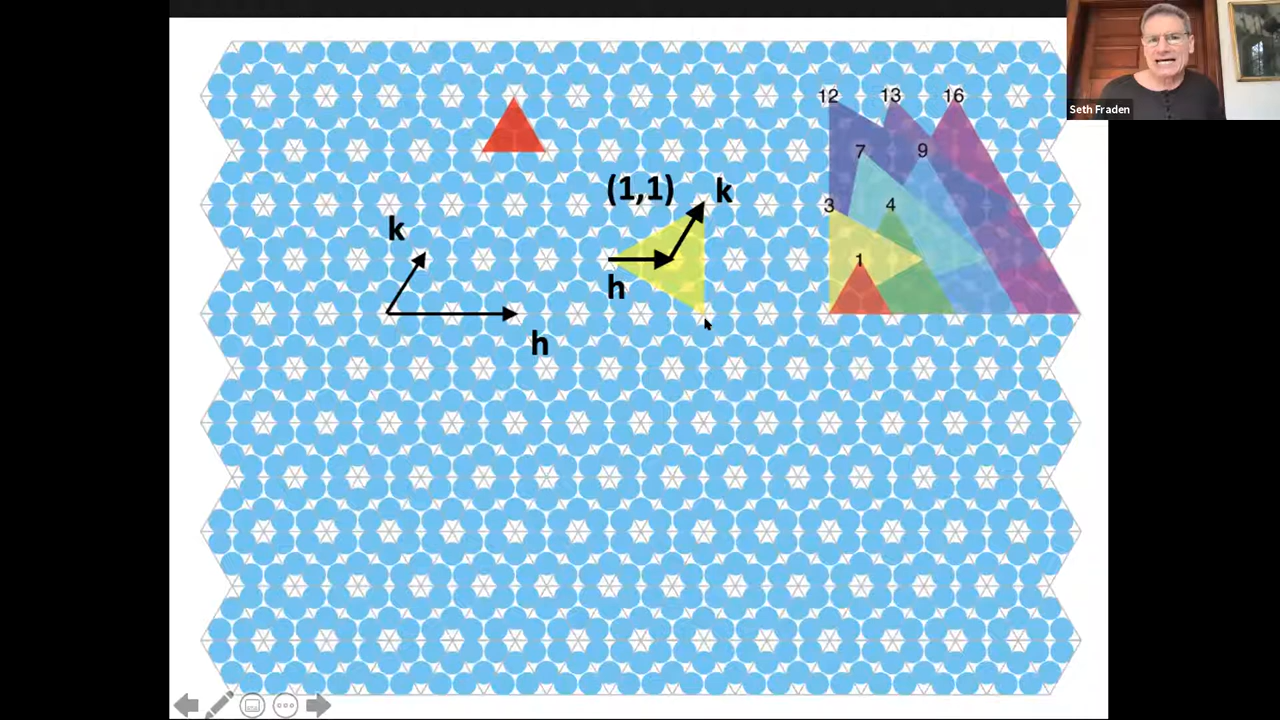 Seth Fraden
12 13 16
7 9
(1,1) k
3 4
k
1
h
h